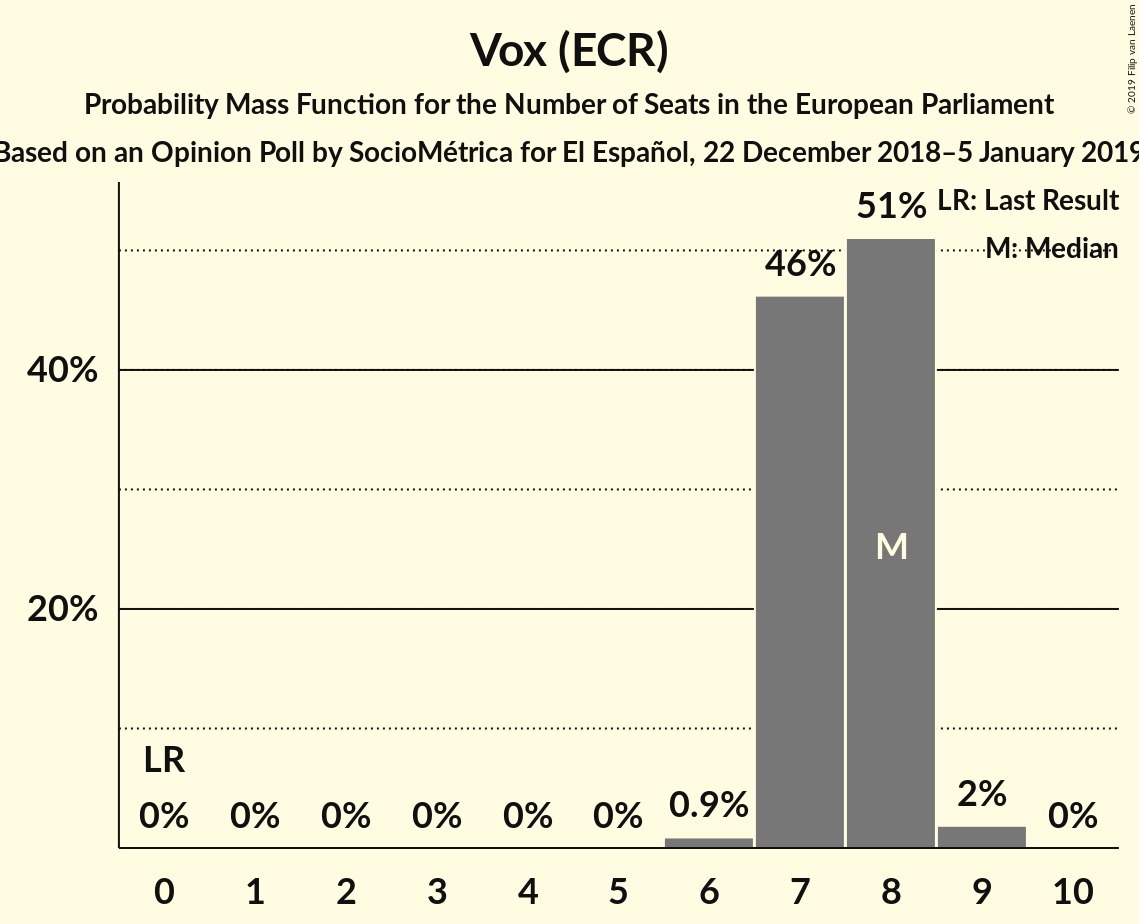 Vox (ECR)
Probability Mass Function for the Number of Seats in the European Parliament
Based on an Opinion Poll by SocioMétrica for El Español, 22 December 2018–5 January 2019
© 2019 Filip van Laenen
LR: Last Result
M: Median
51%
46%
40%
20%
M
LR
0% 0% 0% 0% 0% 0% 0.9% 2% 0%
0 1 2 3 4 5 6 7 8 9 10